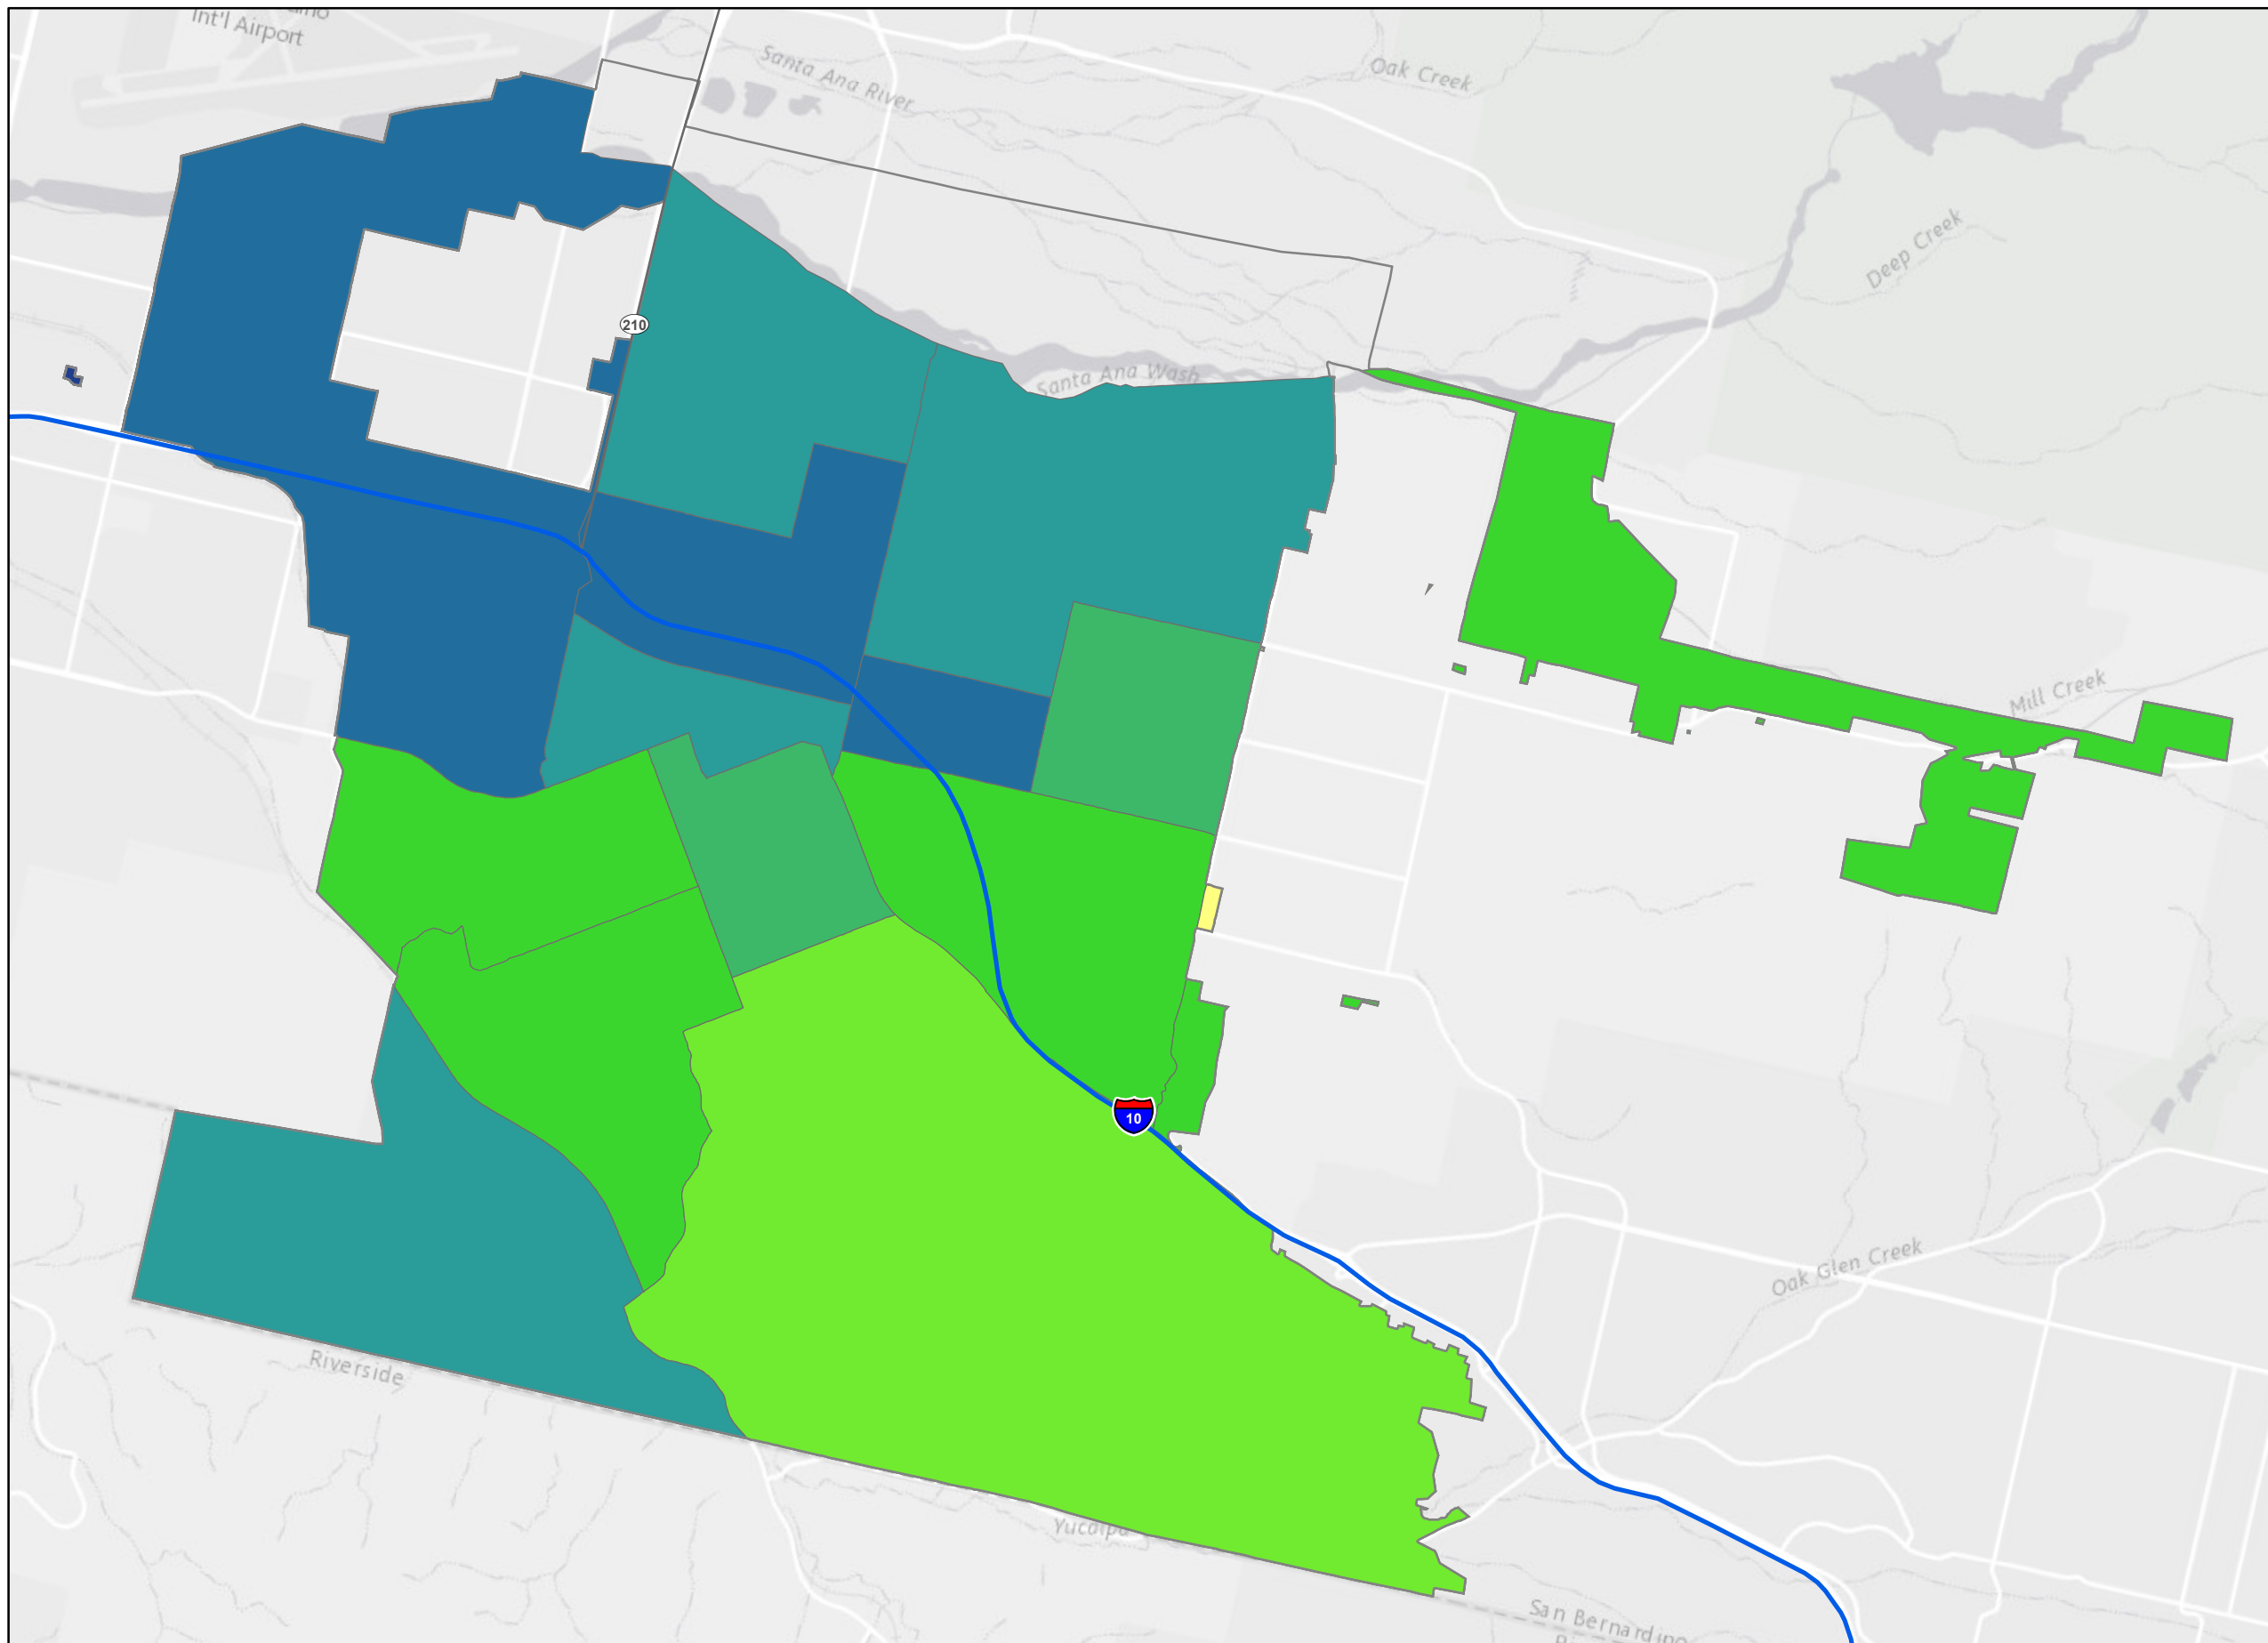 Int'l Airport
Santa Ana River
Oak Creek
Deep Creek
210
Santa Ana Wash
Mill Creek
10
Oak Glen Creek
Riverside
Yucaipa
San Bernardino